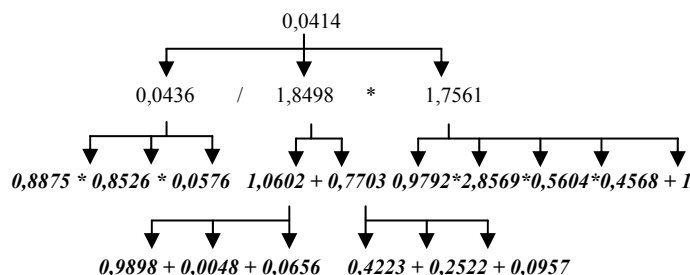 0,0414
0,0436 / 1,8498 * 1,7561
0,8875 * 0,8526 * 0,0576 1,0602 + 0,7703 0,9792*2,8569*0,5604*0,4568 + 1
0,9898 + 0,0048 + 0,0656 0,4223 + 0,2522 + 0,0957